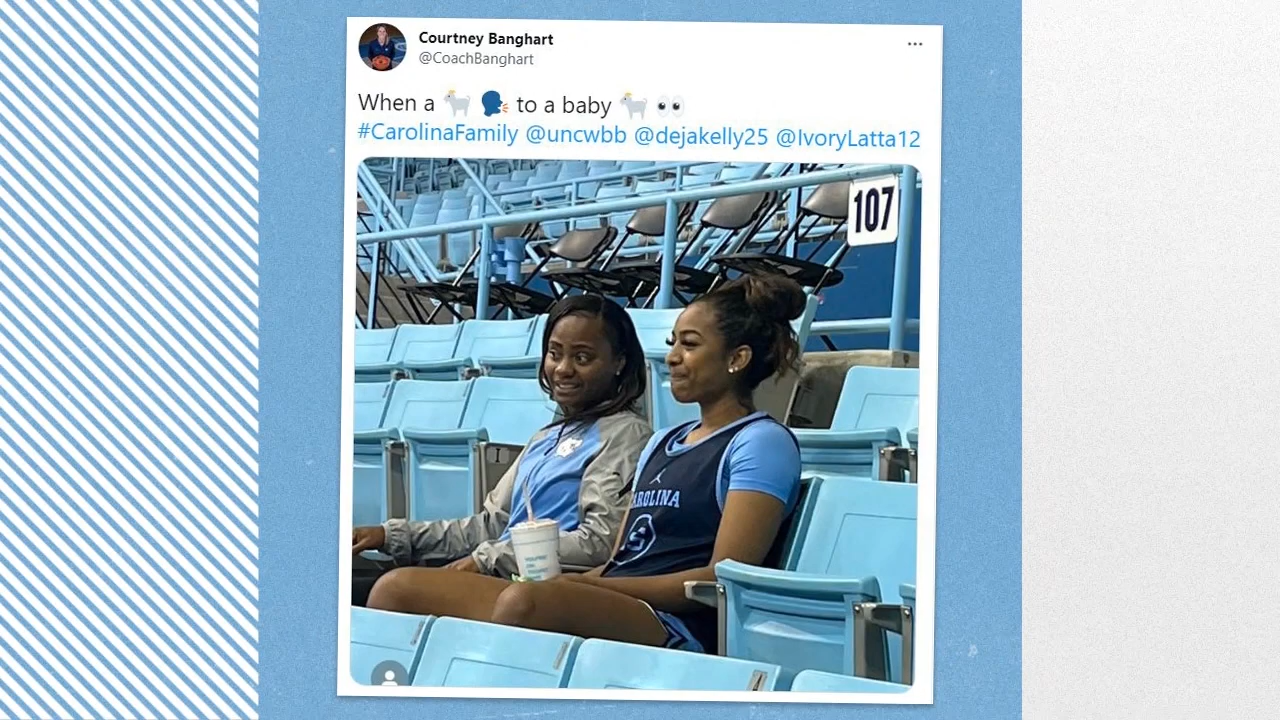 Courtney Banghart
@CoachBanghart
When a 🐐 🗣️ to a baby 🐐 👀
#CarolinaFamily @uncwbb @dejakelly25 @IvoryLatta12
107
CAROLINA